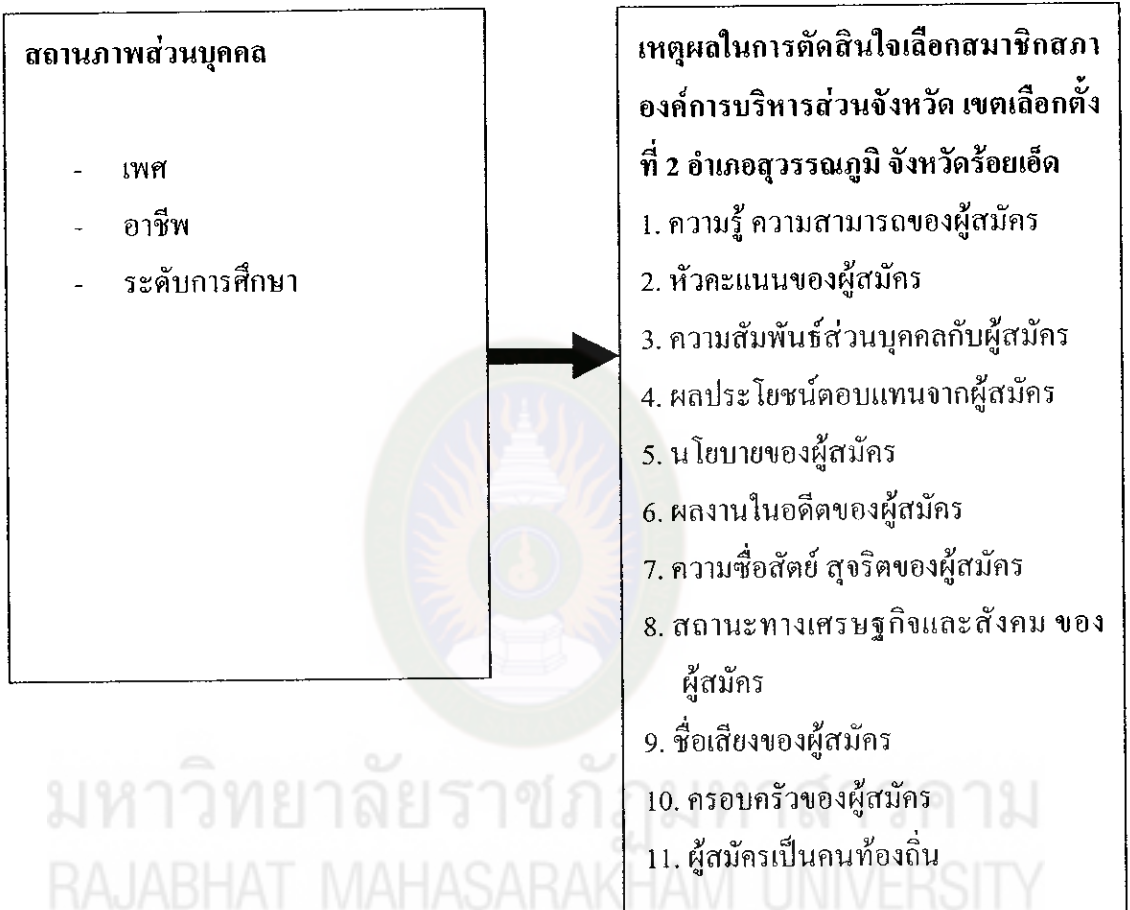 สถานภาพส่วนบุคคล
- เพศ
- อาชีพ
- ระดับการศึกษา
เหตุผลในการตัดสินใจเลือกสมาชิกสภา
องค์การบริหารส่วนจังหวัด เขตเลือกตั้ง
ที่ 2 อำเภอสุวรรณภูมิ จังหวัดร้อยเอ็ด
1. ความรู้ ความสามารถของผู้สมัคร
2. หัวคะแนนของผู้สมัคร
3. ความสัมพันธ์ส่วนบุคคลกับผู้สมัคร
4. ผลประโยชน์ตอบแทนจากผู้สมัคร
5. นโยบายของผู้สมัคร
6. ผลงานในอดีตของผู้สมัคร
7. ความซื่อสัตย์ สุจริตของผู้สมัคร
8. สถานะทางเศรษฐกิจและสังคม ของ
ผู้สมัคร
9. ชื่อเสียงของผู้สมัคร
10. ครอบครัวของผู้สมัคร
11. ผู้สมัครเป็นคนท้องถิ่น
มหาวิทยาลัยราชภัฏมหาสารคาม
RAJABHAT MAHASARAKHAM UNIVERSITY